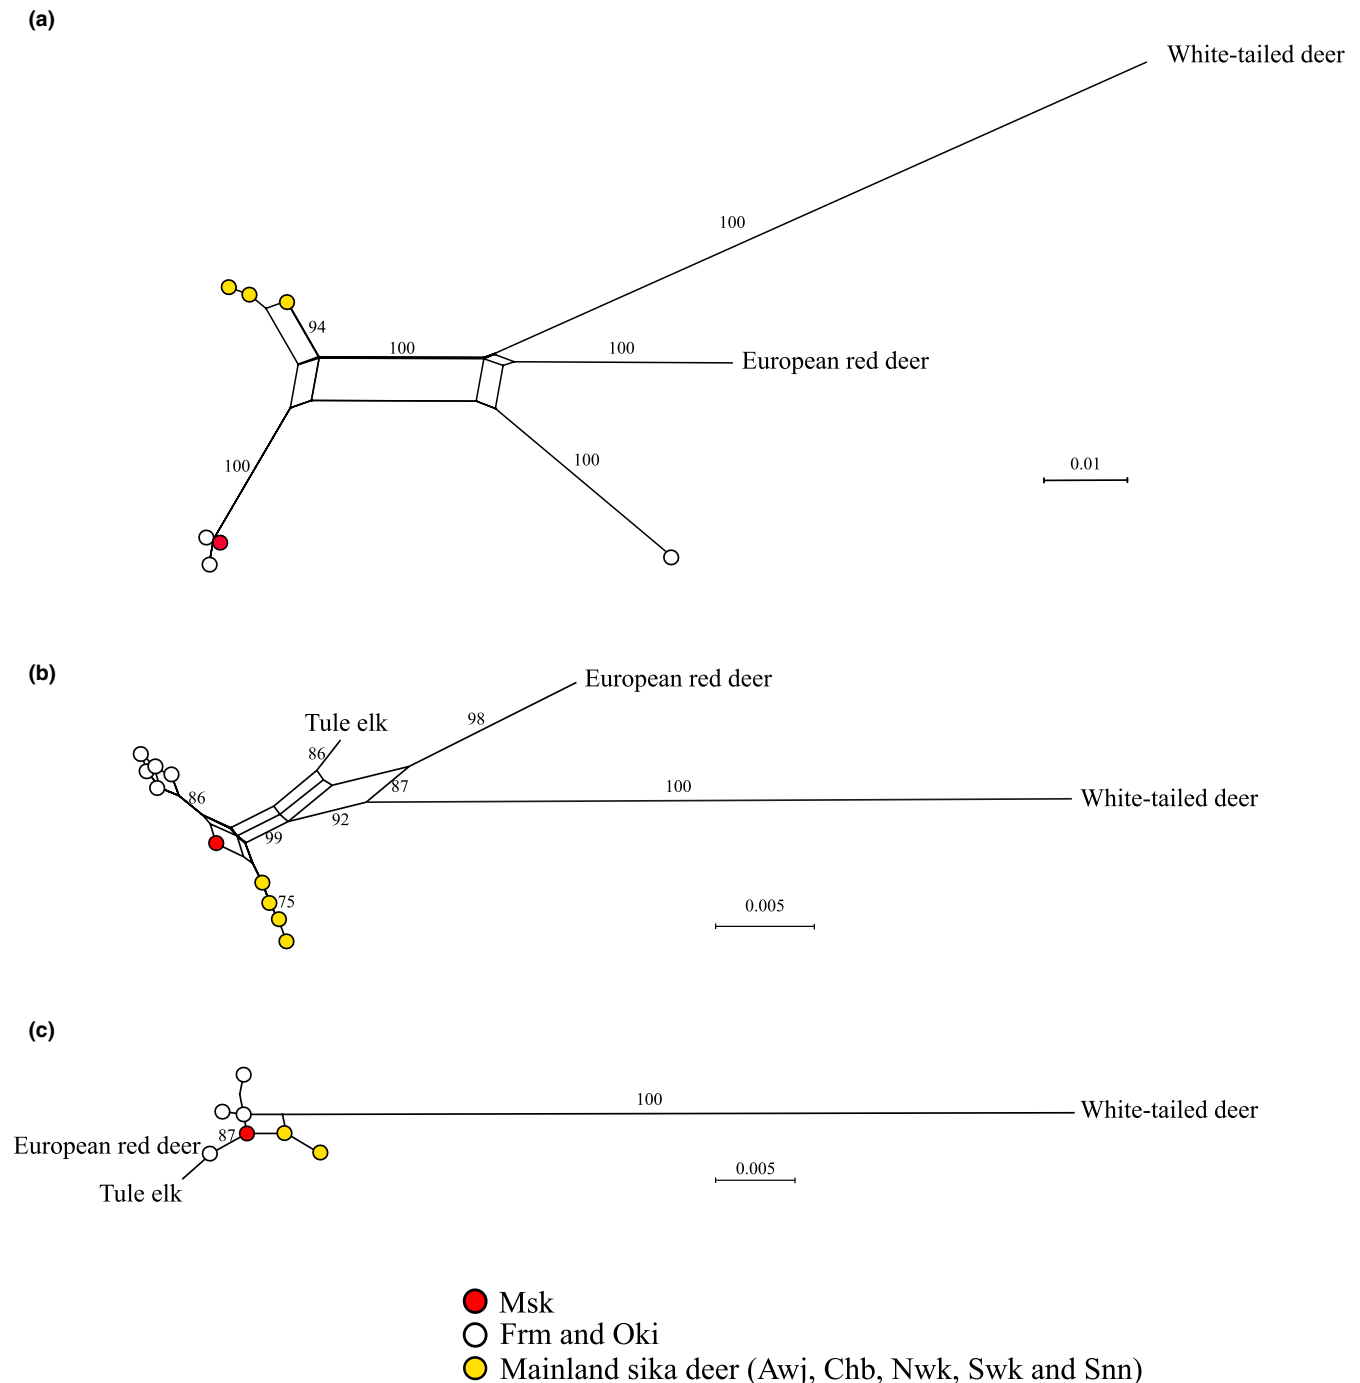 (a)
White-tailed deer
100
94
100
100
European red deer
100
100
0.01
(b)
European red deer
98
Tule elk
86
87
100
White-tailed deer
86
92
99
75
0.005
(c)
100
White-tailed deer
87
European red deer
Tule elk
0.005
Msk
Frm and Oki
Mainland sika deer (Awj, Chb, Nwk, Swk and Snn)